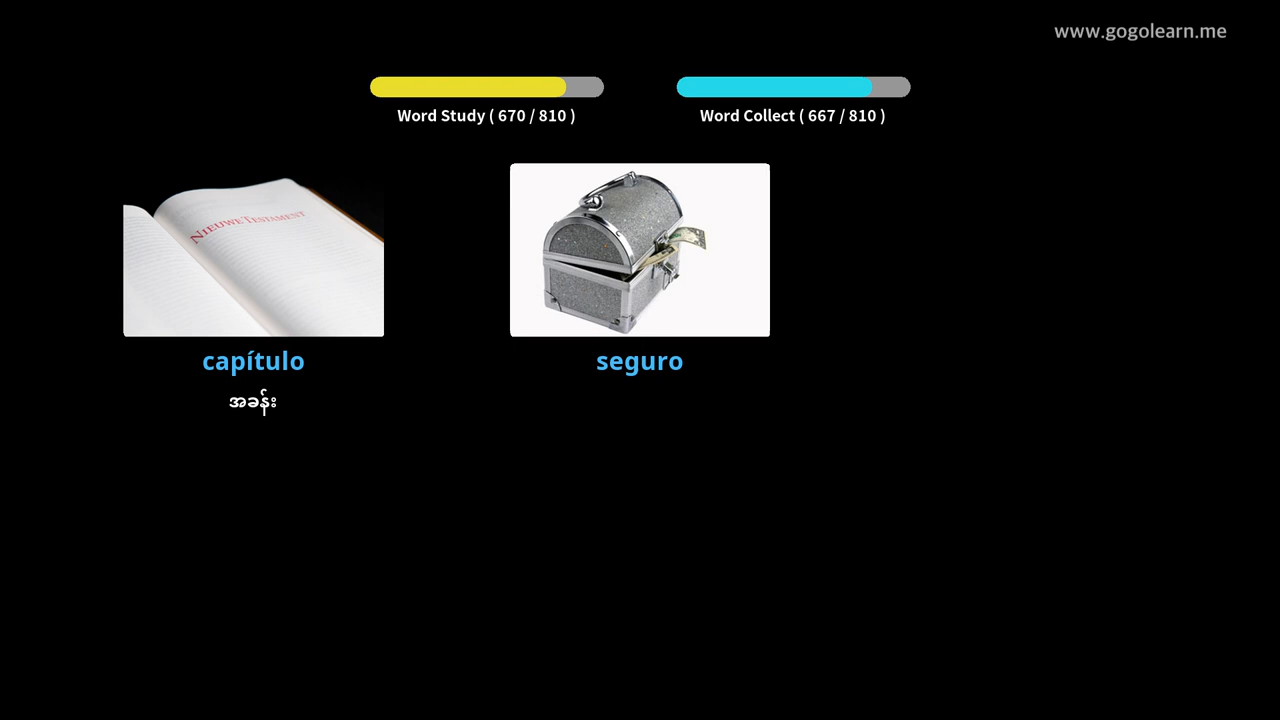 www.gogolearn.me
Word Study ( 670 / 810 )
Word Collect ( 667 / 810 )
NIEUWE TESTAMENT
capítulo
seguro
အခန်း